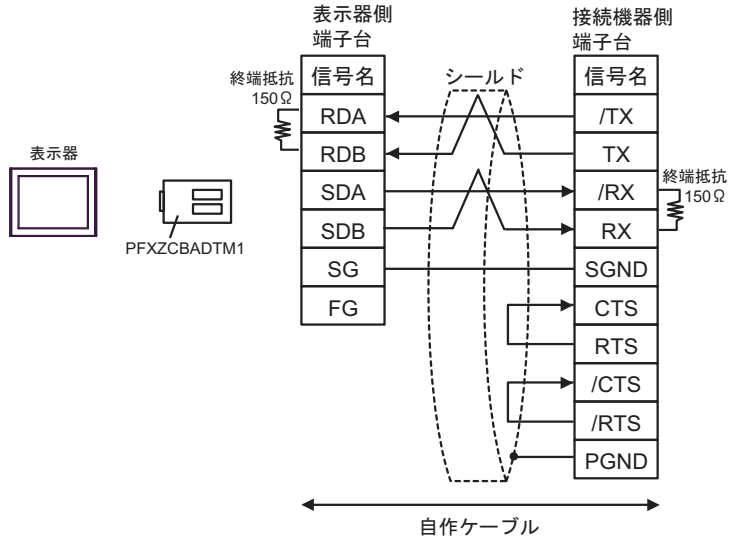 表示器側
端子台
接続機器側
端子台
終端抵抗
150Ω
信号名
シールド
信号名
RDA
/TX
RDB
TX
表示器
SDA
/RX
終端抵抗
150Ω
SDB
RX
PFXZCBADTM1
SG
SGND
FG
CTS
RTS
/CTS
/RTS
PGND
自作ケーブル